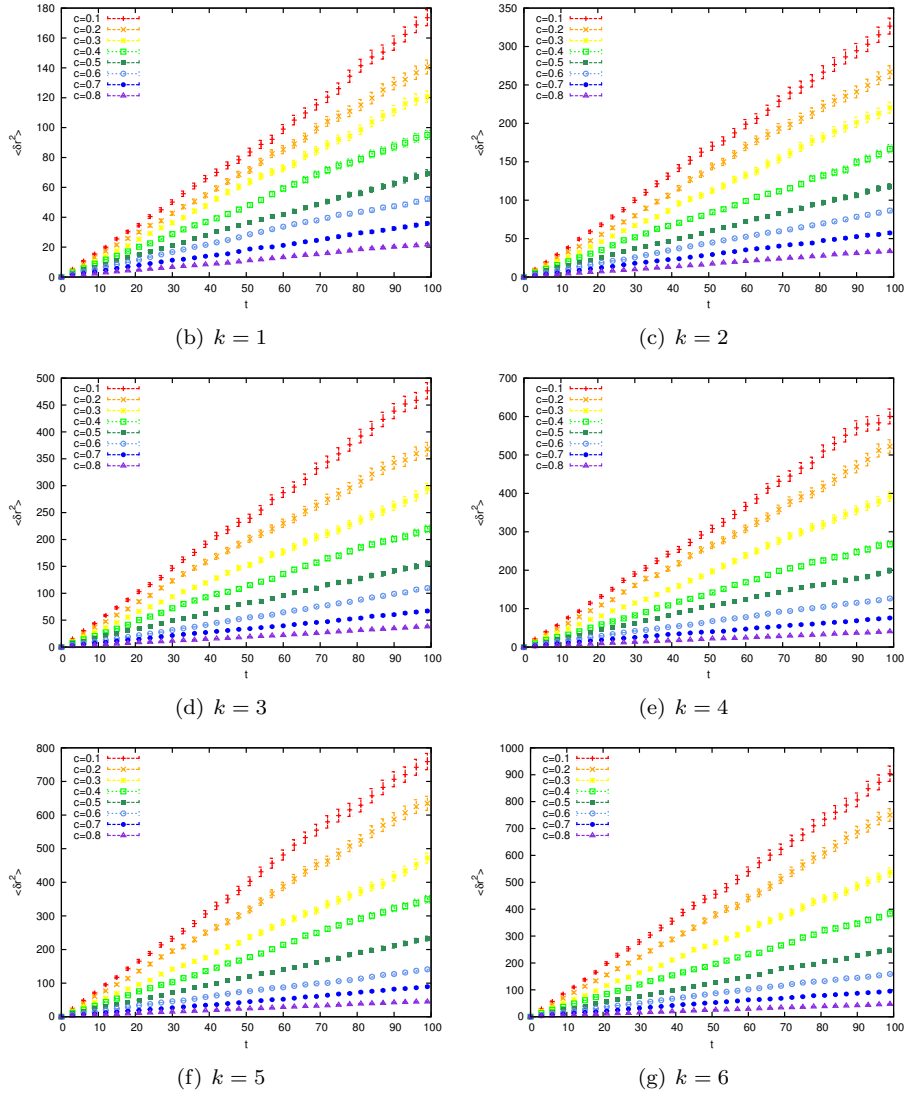 180
160
140
120
100
80
60
40
20
0
<δr²>
c=0.1
c=0.2
c=0.3
c=0.4
c=0.5
c=0.6
c=0.7
c=0.8
0 10 20 30 40 50 60 70 80 90 100
t
(b) k = 1
350
300
250
200
150
100
50
0
<δr²>
c=0.1
c=0.2
c=0.3
c=0.4
c=0.5
c=0.6
c=0.7
c=0.8
0 10 20 30 40 50 60 70 80 90 100
t
(c) k = 2
500
450
400
350
300
250
200
150
100
50
0
<δr²>
c=0.1
c=0.2
c=0.3
c=0.4
c=0.5
c=0.6
c=0.7
c=0.8
0 10 20 30 40 50 60 70 80 90 100
t
(d) k = 3
700
600
500
400
300
200
100
0
<δr²>
c=0.1
c=0.2
c=0.3
c=0.4
c=0.5
c=0.6
c=0.7
c=0.8
0 10 20 30 40 50 60 70 80 90 100
t
(e) k = 4
800
700
600
500
400
300
200
100
0
<δr²>
c=0.1
c=0.2
c=0.3
c=0.4
c=0.5
c=0.6
c=0.7
c=0.8
0 10 20 30 40 50 60 70 80 90 100
t
(f) k = 5
1000
900
800
700
600
500
400
300
200
100
0
<δr²>
c=0.1
c=0.2
c=0.3
c=0.4
c=0.5
c=0.6
c=0.7
c=0.8
0 10 20 30 40 50 60 70 80 90 100
t
(g) k = 6